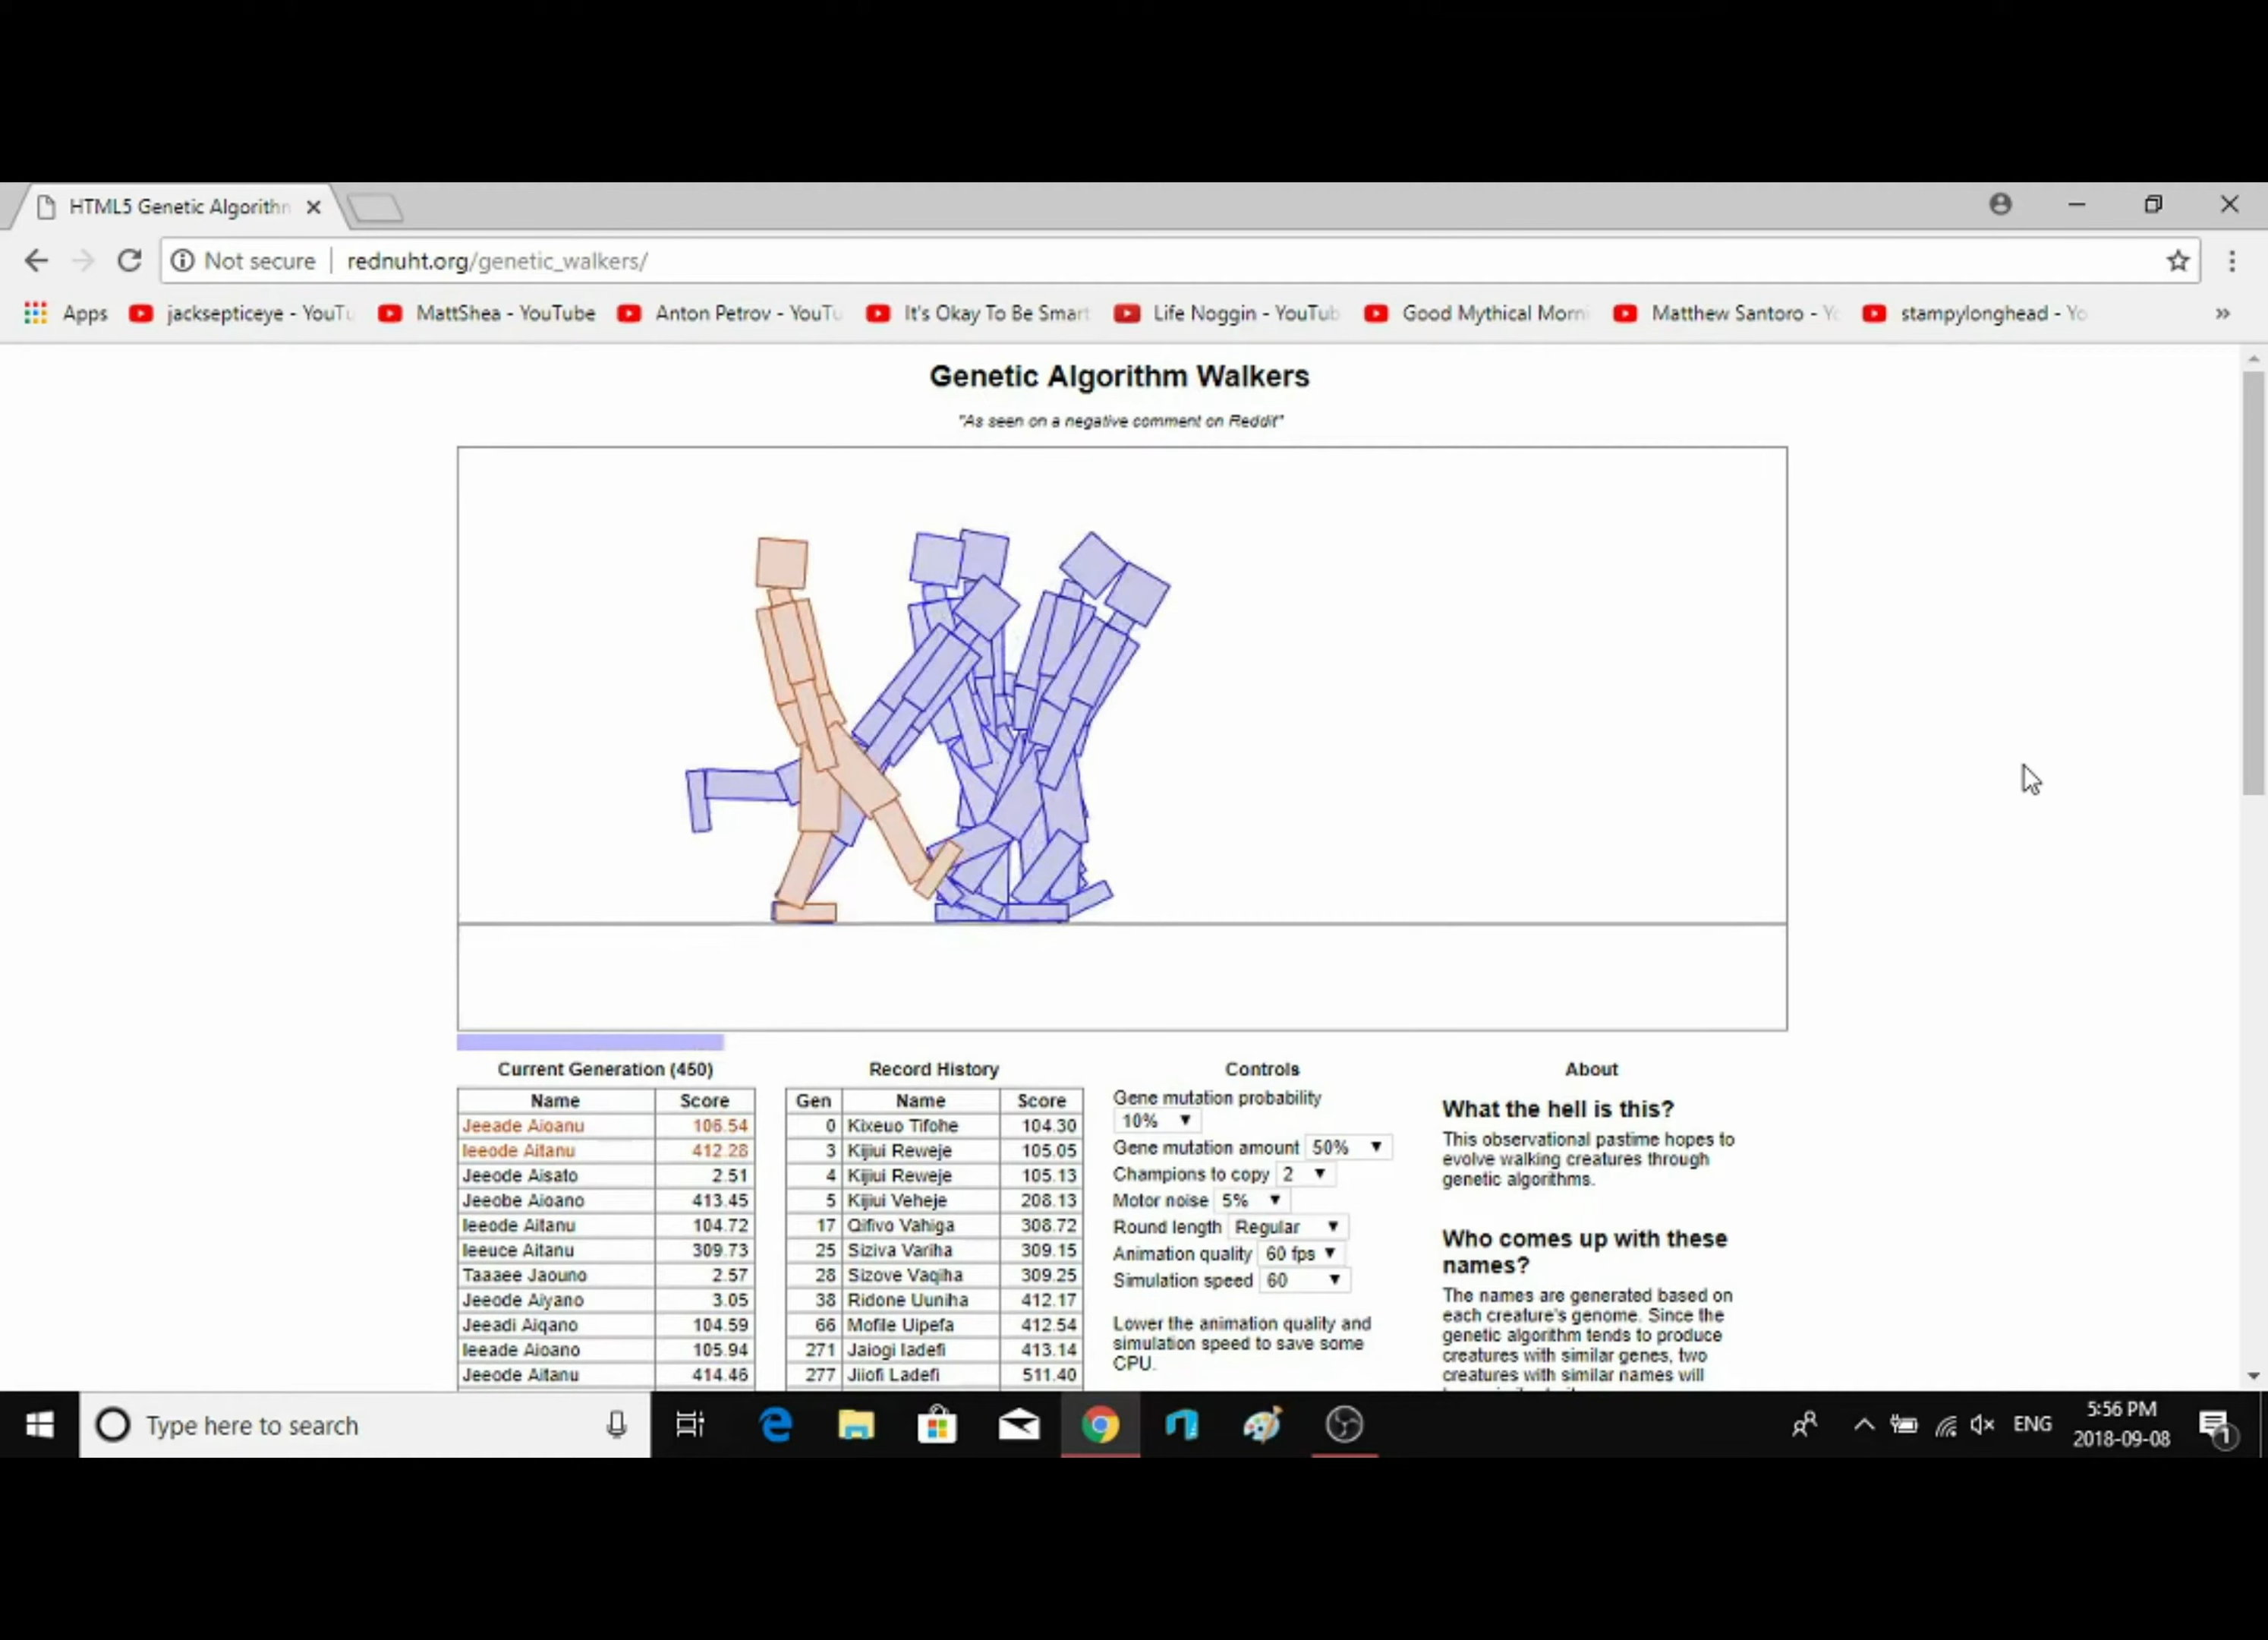 HTML5 Genetic Algorithm
Not secure | rednuht.org/genetic_walkers/
Apps jacksepticeye - YouTu MattShea - YouTube Anton Petrov - YouTu It's Okay To Be Smart Life Noggin - YouTub Good Mythical Morni Matthew Santoro - Yo stampylonghead - Yo »
Genetic Algorithm Walkers
"As seen on a negative comment on Reddit"
Current Generation (450)
Name Score
Jeeade Aioanu 106.54
Ieeode Aitanu 412.28
Jeeode Aisato 2.51
Jeeobe Aioano 413.45
Ieeode Aitanu 104.72
Ieeuce Aitanu 309.73
Taaaee Jaouno 2.57
Jeeode Aiyano 3.05
Jeeadi Aiqano 104.59
Ieeade Aioano 105.94
Jeeode Aitanu 414.46
Record History
Gen Name Score
0 Kixeuo Tifohe 104.30
3 Kijiui Reweje 105.05
4 Kijiui Reweje 105.13
5 Kijiui Veheje 208.13
17 Qifivo Vahiga 308.72
25 Siziva Variha 309.15
28 Sizove Vaqiha 309.25
38 Ridone Uuniha 412.17
66 Mofile Uipefa 412.54
271 Jaiogi Iadefi 413.14
277 Jiiofi Ladefi 511.40
Controls
Gene mutation probability
10%
Gene mutation amount 50%
Champions to copy 2
Motor noise 5%
Round length Regular
Animation quality 60 fps
Simulation speed 60
Lower the animation quality and
simulation speed to save some
CPU.
About
What the hell is this?
This observational pastime hopes to
evolve walking creatures through
genetic algorithms.
Who comes up with these
names?
The names are generated based on
each creature's genome. Since the
genetic algorithm tends to produce
creatures with similar genes, two
creatures with similar names will
Type here to search
ENG
5:56 PM
2018-09-08
1